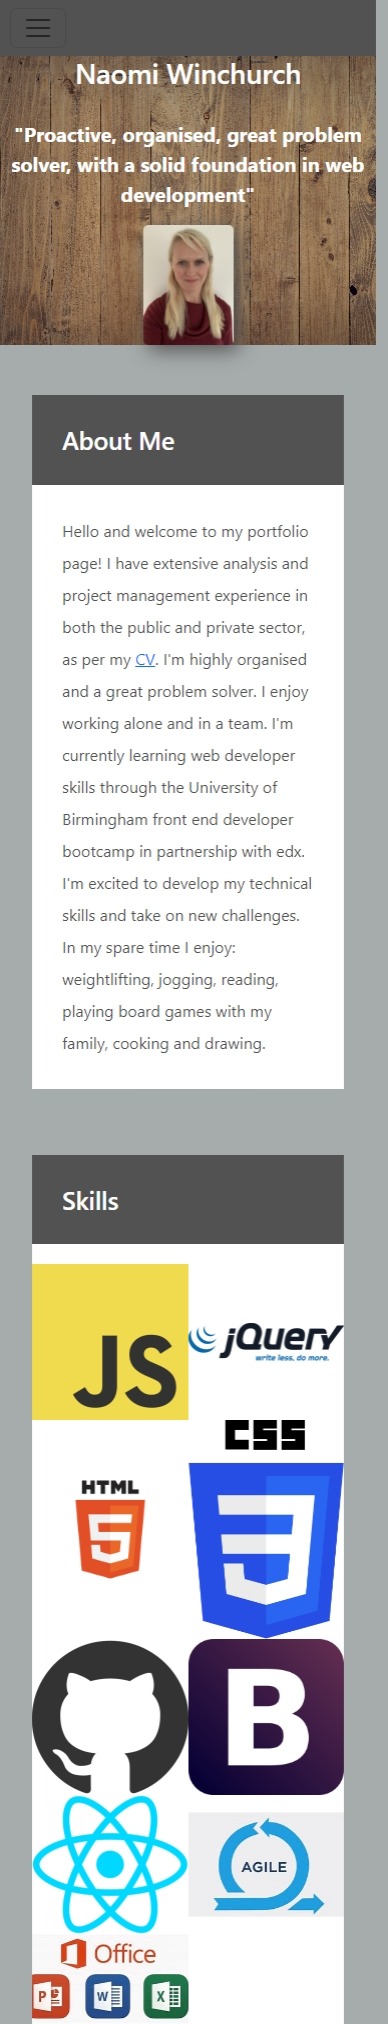 Naomi Winchurch
"Proactive, organised, great problem
solver, with a solid foundation in web
development"
About Me
Hello and welcome to my portfolio
page! I have extensive analysis and
project management experience in
both the public and private sector,
as per my CV. I'm highly organised
and a great problem solver. I enjoy
working alone and in a team. I'm
currently learning web developer
skills through the University of
Birmingham front end developer
bootcamp in partnership with edx.
I'm excited to develop my technical
skills and take on new challenges.
In my spare time I enjoy:
weightlifting, jogging, reading,
playing board games with my
family, cooking and drawing.
Skills
JS
jQuery
write less, do more.
HTML
5
CSS
3
B
AGILE
Office
P
W
X